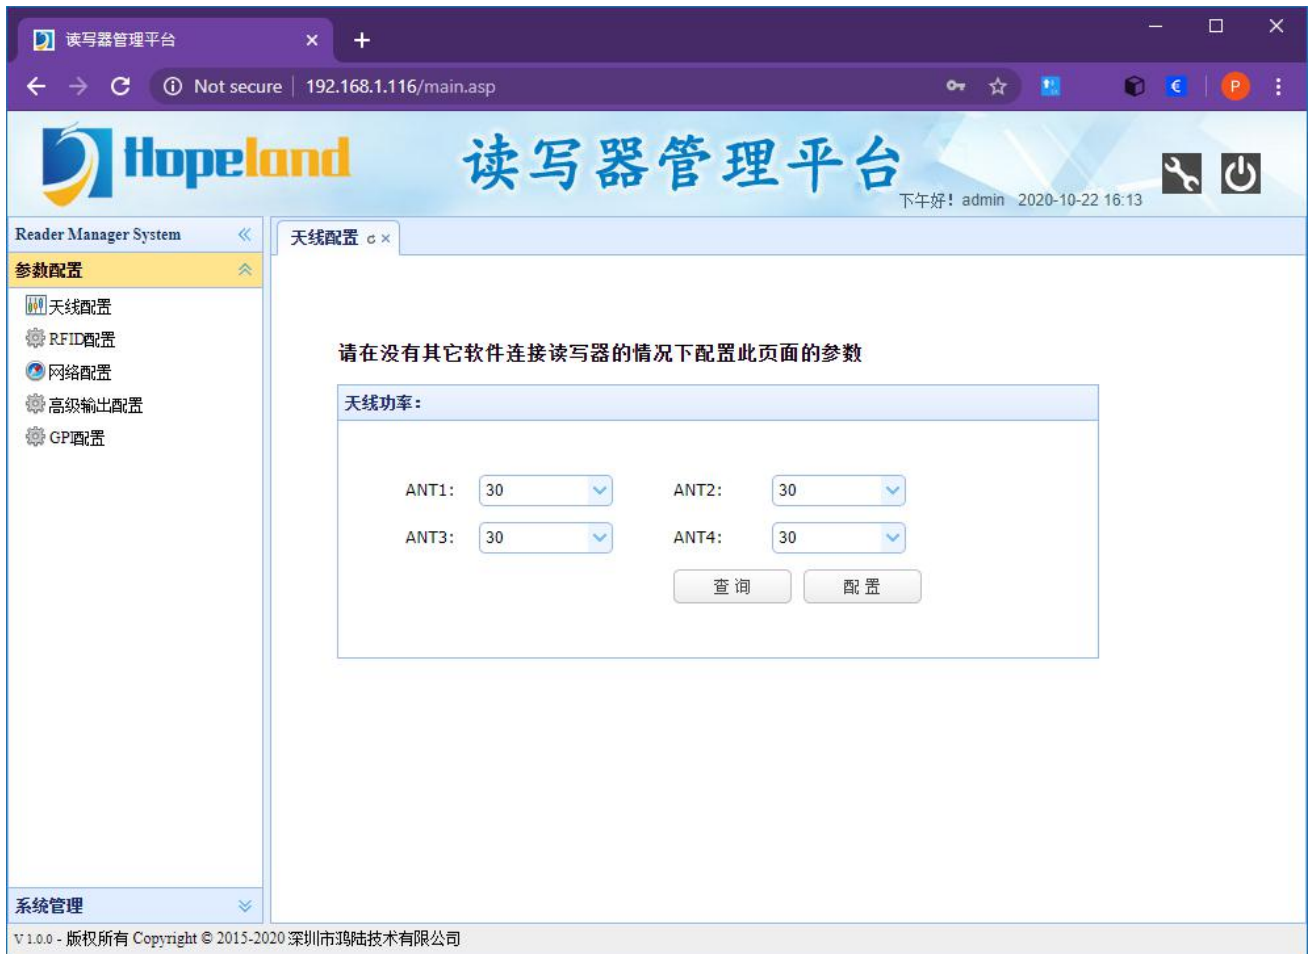 读写器管理平台
Not secure | 192.168.1.116/main.asp
P
Hopeland
读写器管理平台
下午好! admin 2020-10-22 16:13
Reader Manager System
天线配置
参数配置
天线配置
RFID配置
网络配置
高级输出配置
GPI配置
请在没有其它软件连接读写器的情况下配置此页面的参数
天线功率:
ANT1: 30 ANT2: 30
ANT3: 30 ANT4: 30
查 询 配 置
系统管理
V 1.0.0 - 版权所有 Copyright © 2015-2020 深圳市鸿陆技术有限公司